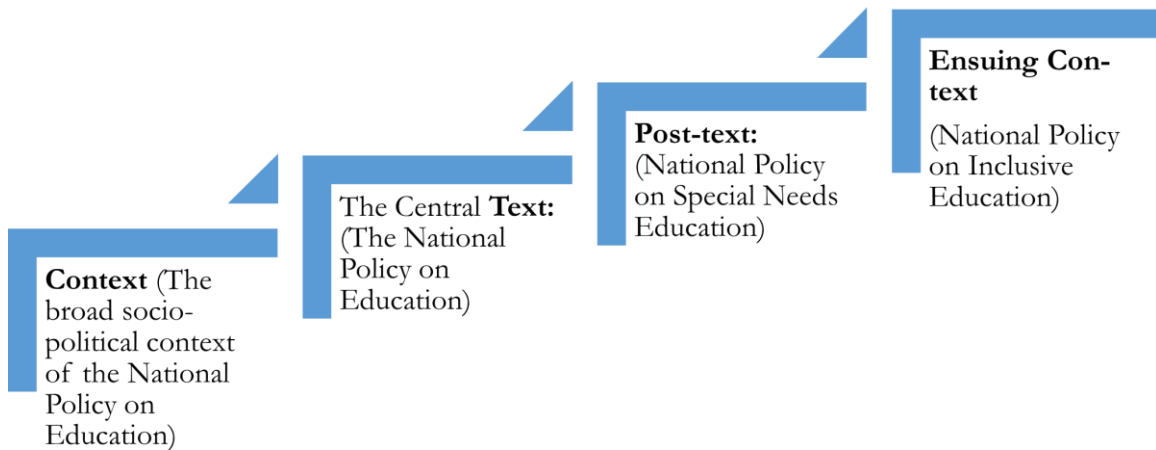 Context (The
broad socio-
political context
of the National
Policy on
Education)
The Central Text:
(The National
Policy on
Education)
Post-text:
(National Policy
on Special Needs
Education)
Ensuing Con-
text
(National Policy
on Inclusive
Education)